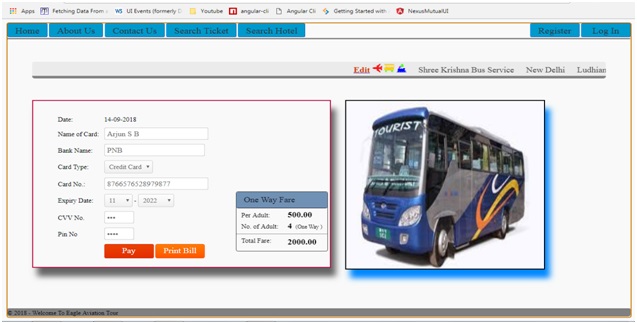 Apps Fetching Data From WS UI Events (formerly D Youtube angular-cli Angular Cli Getting Started with NexusMutualUI
Home About Us Contact Us Search Ticket Search Hotel Register Log In
Edit Shree Krishna Bus Service New Delhi Ludhian
Date: 14-09-2018
Name of Card: Arjun S B
Bank Name: PNB
Card Type: Credit Card
Card No.: 8766576528979877
Expiry Date: 11 - 2022
CVV No. •••
Pin No ••••
Pay Print Bill
One Way Fare
Per Adult: 500.00
No. of Adult: 4 (One Way )
Total Fare: 2000.00
TOURIST
© 2018 - Welcome To Eagle Aviation Tour